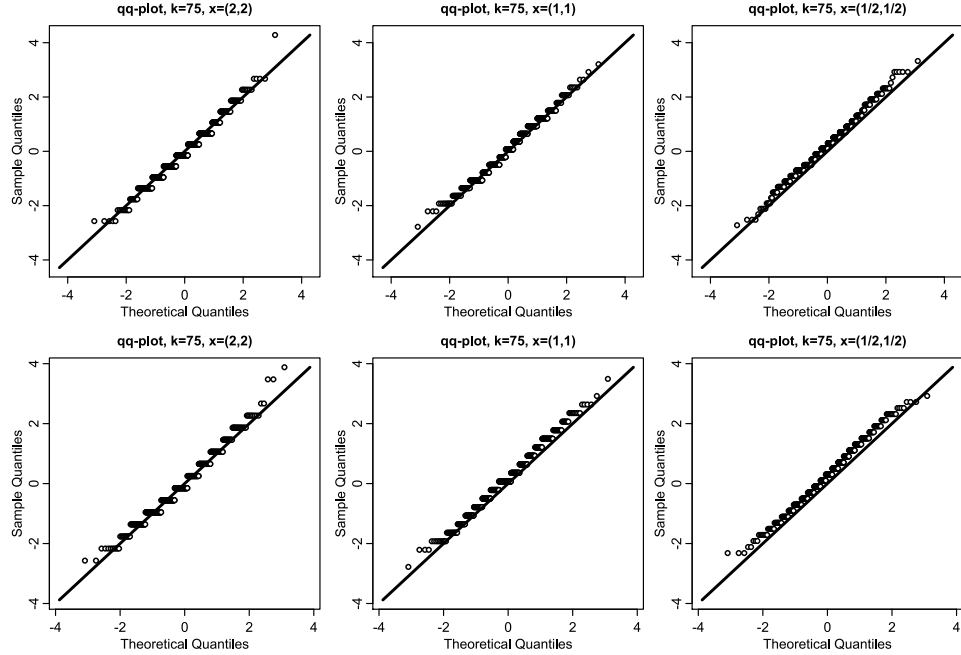 qq-plot, k=75, x=(2,2)
qq-plot, k=75, x=(1,1)
qq-plot, k=75, x=(1/2,1/2)
Sample Quantiles
4
2
0
-2
-4
-4 -2 0 2 4
Theoretical Quantiles
Sample Quantiles
4
2
0
-2
-4
-4 -2 0 2 4
Theoretical Quantiles
Sample Quantiles
4
2
0
-2
-4
-4 -2 0 2 4
Theoretical Quantiles
qq-plot, k=75, x=(2,2)
qq-plot, k=75, x=(1,1)
qq-plot, k=75, x=(1/2,1/2)
Sample Quantiles
4
2
0
-2
-4
-4 -2 0 2 4
Theoretical Quantiles
Sample Quantiles
4
2
0
-2
-4
-4 -2 0 2 4
Theoretical Quantiles
Sample Quantiles
4
2
0
-2
-4
-4 -2 0 2 4
Theoretical Quantiles